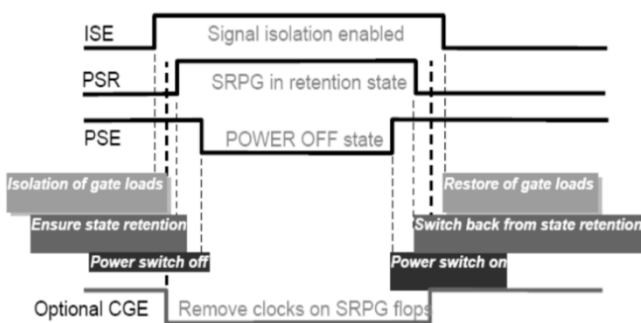 ISE Signal isolation enabled
PSR SRPG in retention state
PSE POWER OFF state
Isolation of gate loads Restore of gate loads
Ensure state retention Switch back from state retention
Power switch off Power switch on
Optional CGE Remove clocks on SRPG flops